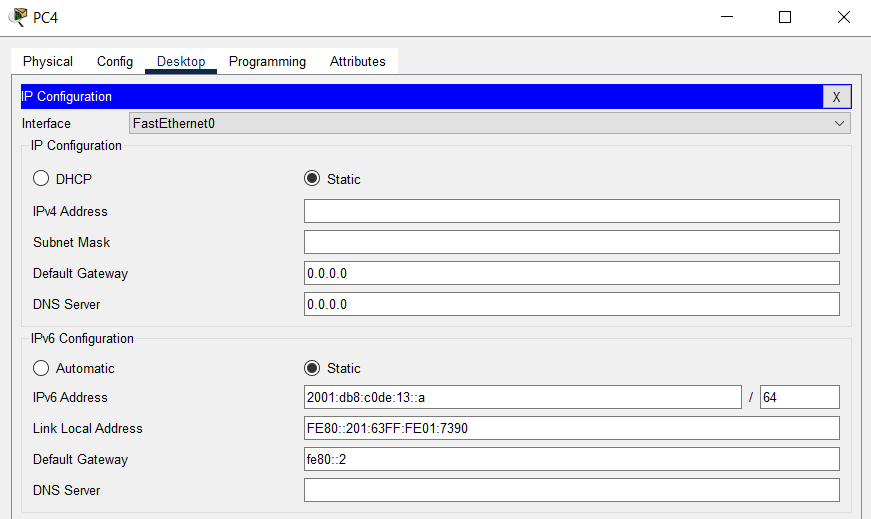 PC4
Physical Config Desktop Programming Attributes
IP Configuration X
Interface FastEthernet0
IP Configuration
DHCP Static
IPv4 Address
Subnet Mask
Default Gateway 0.0.0.0
DNS Server 0.0.0.0
IPv6 Configuration
Automatic Static
IPv6 Address 2001:db8:c0de:13::a / 64
Link Local Address FE80::201:63FF:FE01:7390
Default Gateway fe80::2
DNS Server